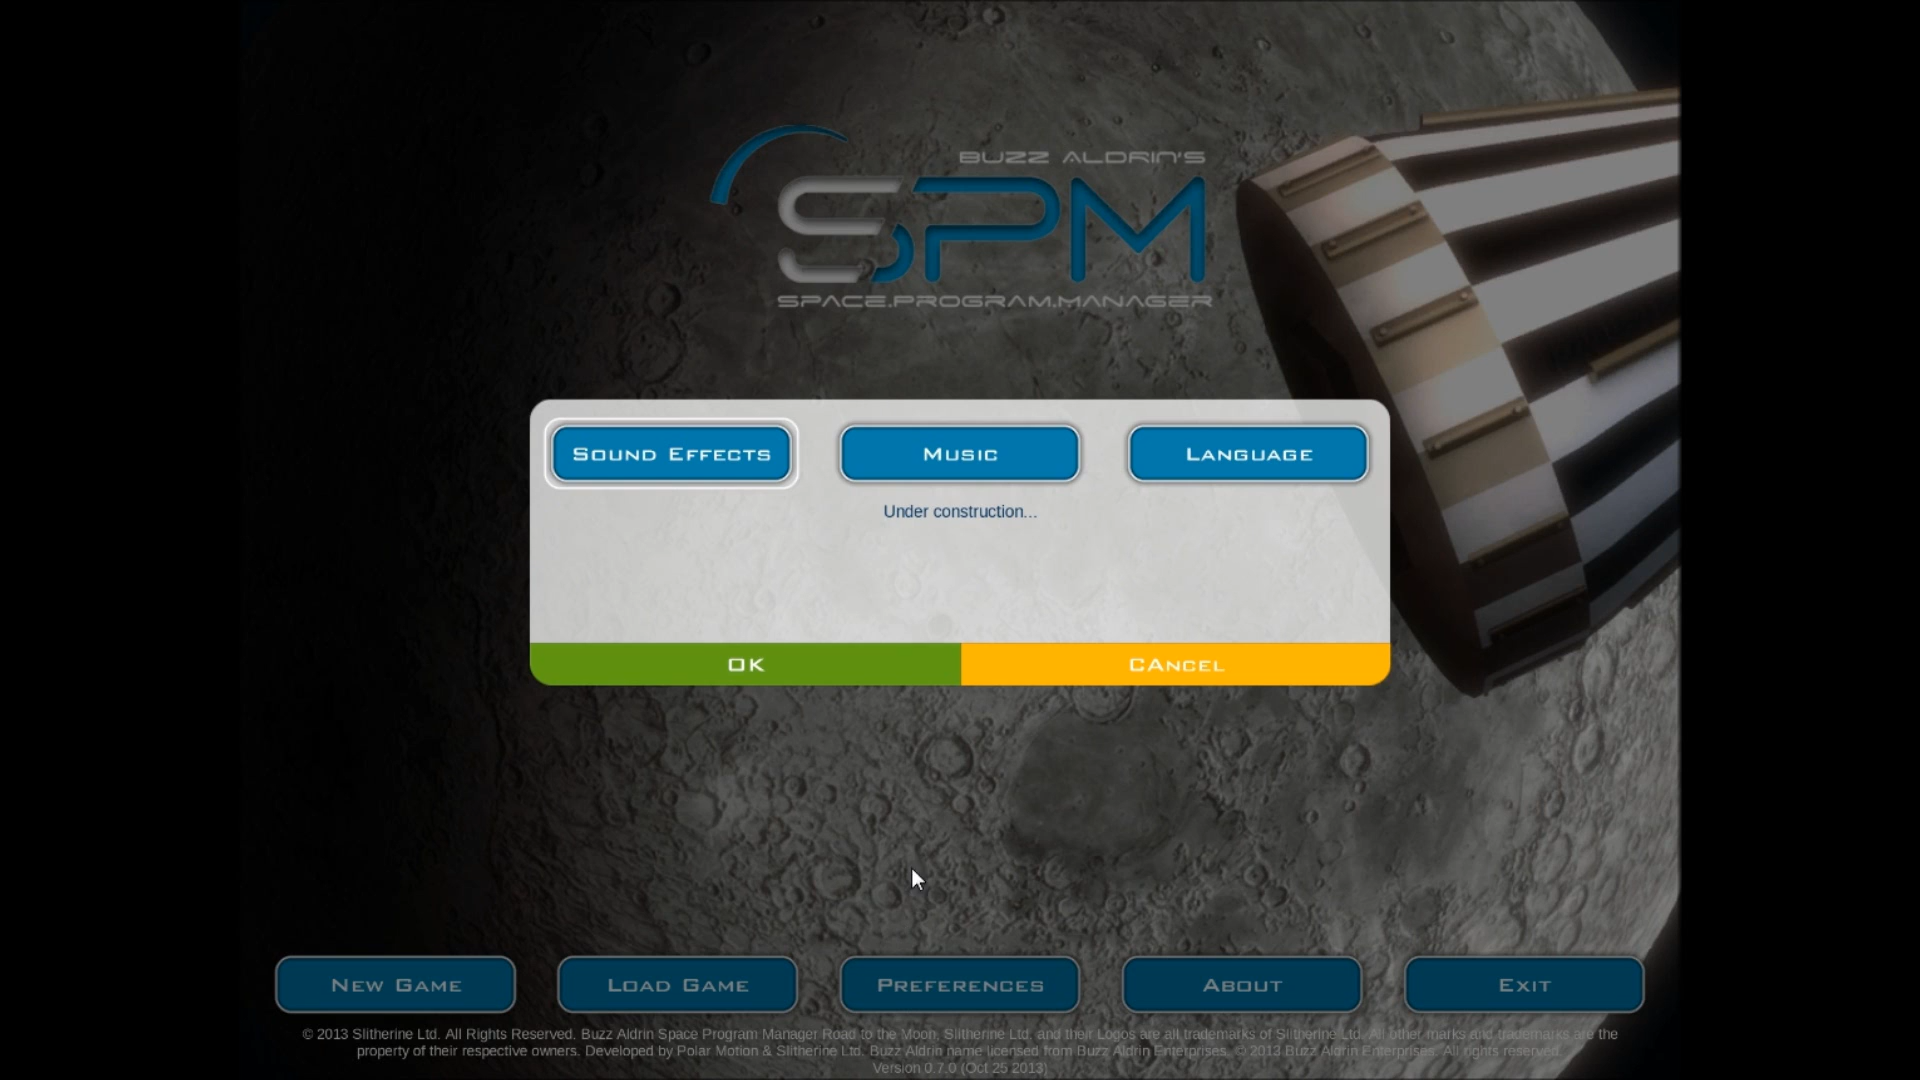 BUZZ ALDRIN'S
SPM
SPACE.PROGRAM.MANAGER
Sound Effects
Music
Language
Under construction...
OK
CAncel
New Game
Load Game
Preferences
About
Exit
© 2013 Slitherine Ltd. All Rights Reserved. Buzz Aldrin Space Program Manager Road to the Moon, Slitherine Ltd. and their Logos are all trademarks of Slitherine Ltd. All other marks and trademarks are the
property of their respective owners. Developed by Polar Motion & Slitherine Ltd. Buzz Aldrin name licensed from Buzz Aldrin Enterprises. © 2013 Buzz Aldrin Enterprises. All rights reserved.
Version 0.7.0 (Oct 25 2013)